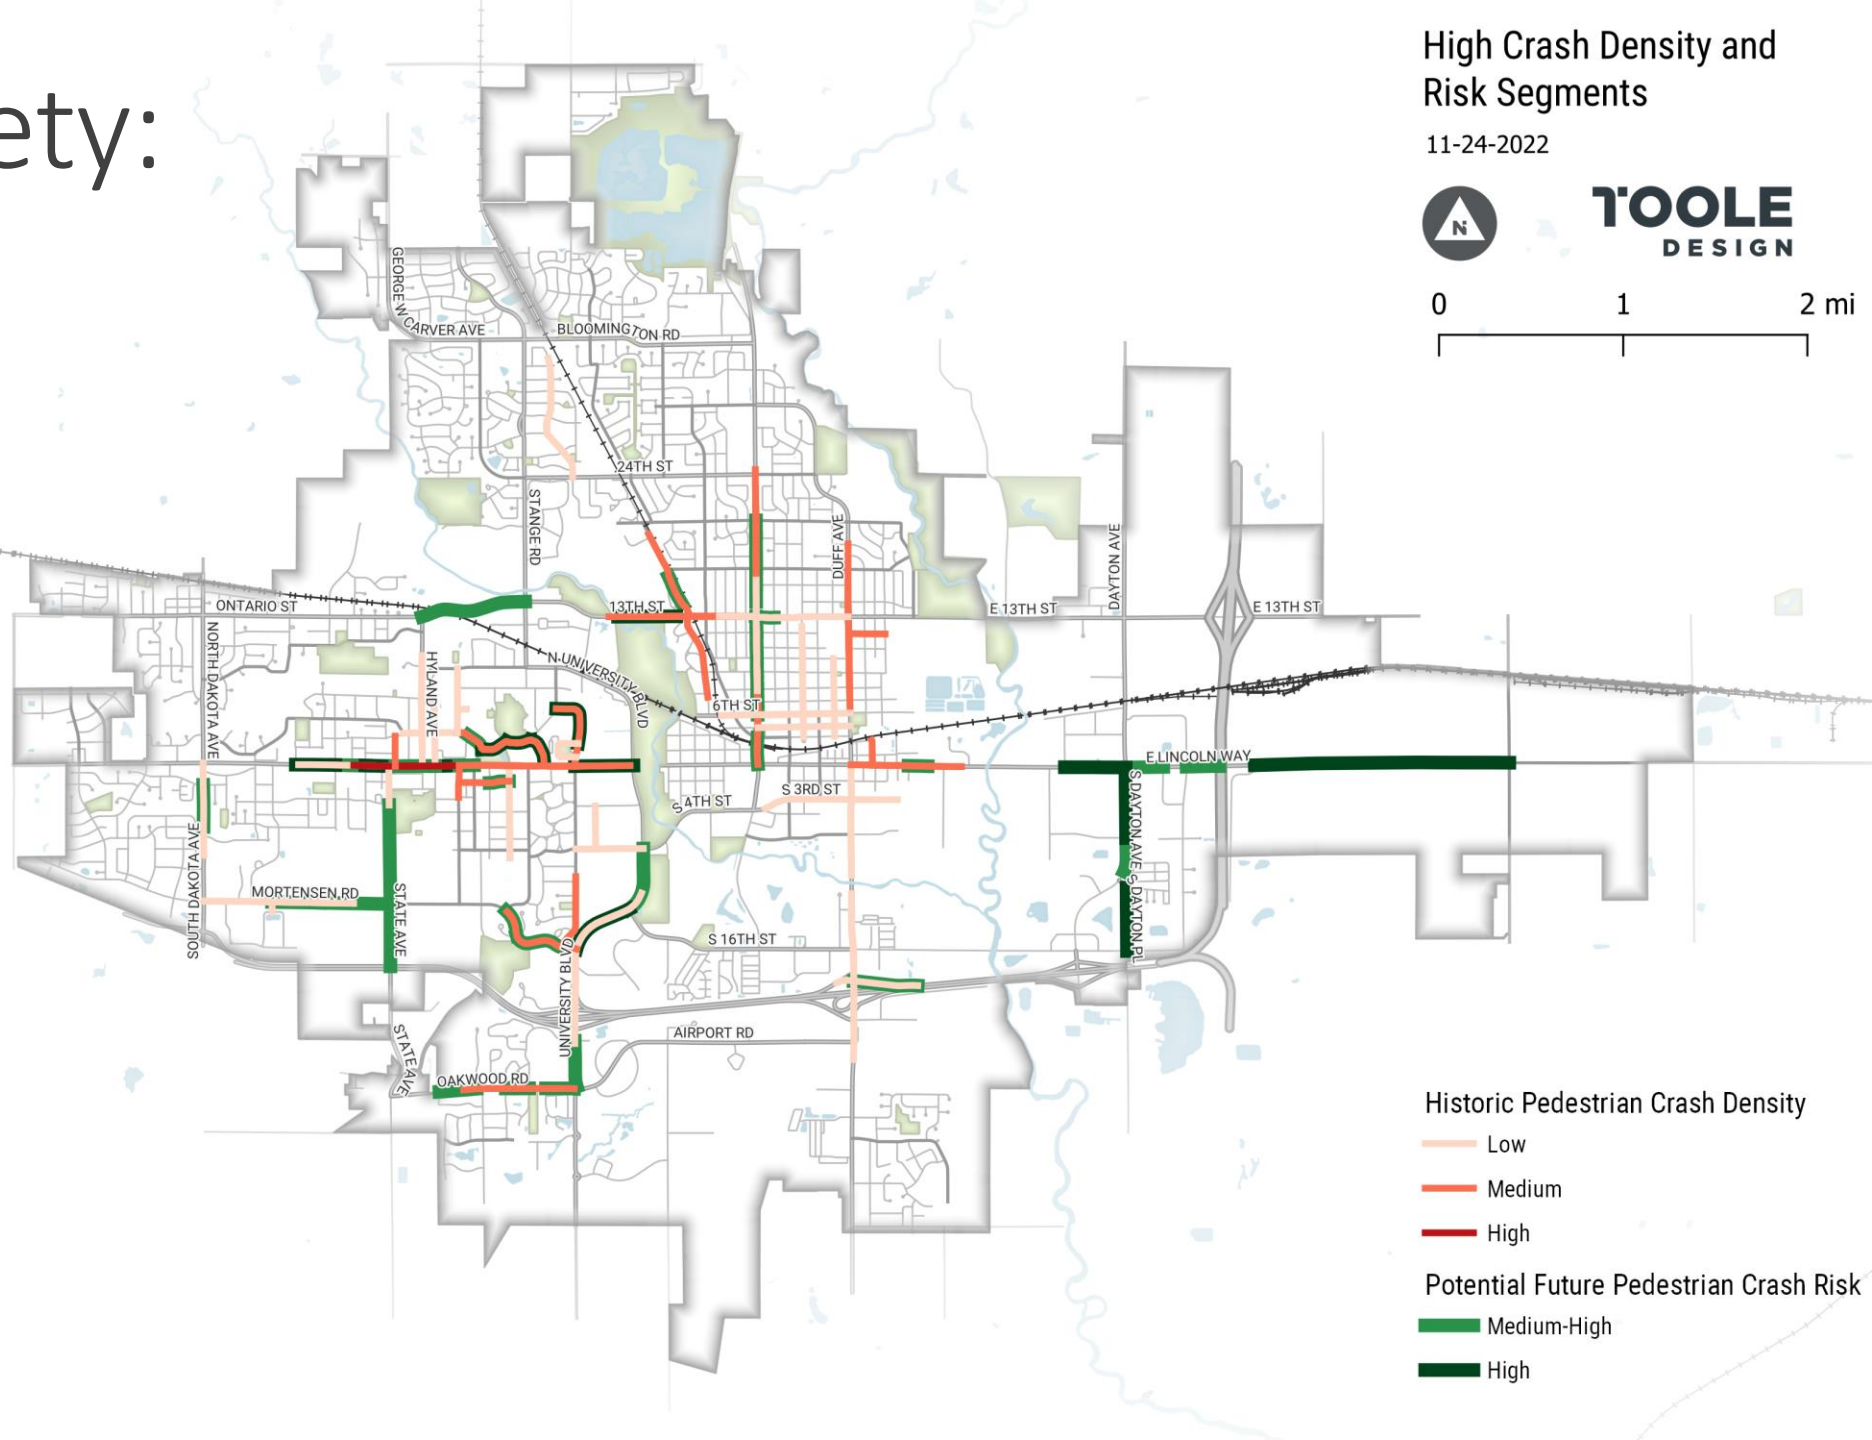 ety:
High Crash Density and
Risk Segments
11-24-2022
N
TOOLE
DESIGN
0 1 2 mi
GEORGE W CARVER AVE
BLOOMINGTON RD
24TH ST
STANGE RD
DUFF AVE
DAYTON AVE
ONTARIO ST
13TH ST
E 13TH ST
E 13TH ST
NORTH DAKOTA AVE
HYLAND AVE
N UNIVERSITY BLVD
6TH ST
E LINCOLN WAY
S 3RD ST
S 4TH ST
S DAYTON AVE
S DAYTON PL
SOUTH DAKOTA AVE
MORTENSEN RD
STATE AVE
S 16TH ST
UNIVERSITY BLVD
AIRPORT RD
STATE AVE
OAKWOOD RD
Historic Pedestrian Crash Density
Low
Medium
High
Potential Future Pedestrian Crash Risk
Medium-High
High